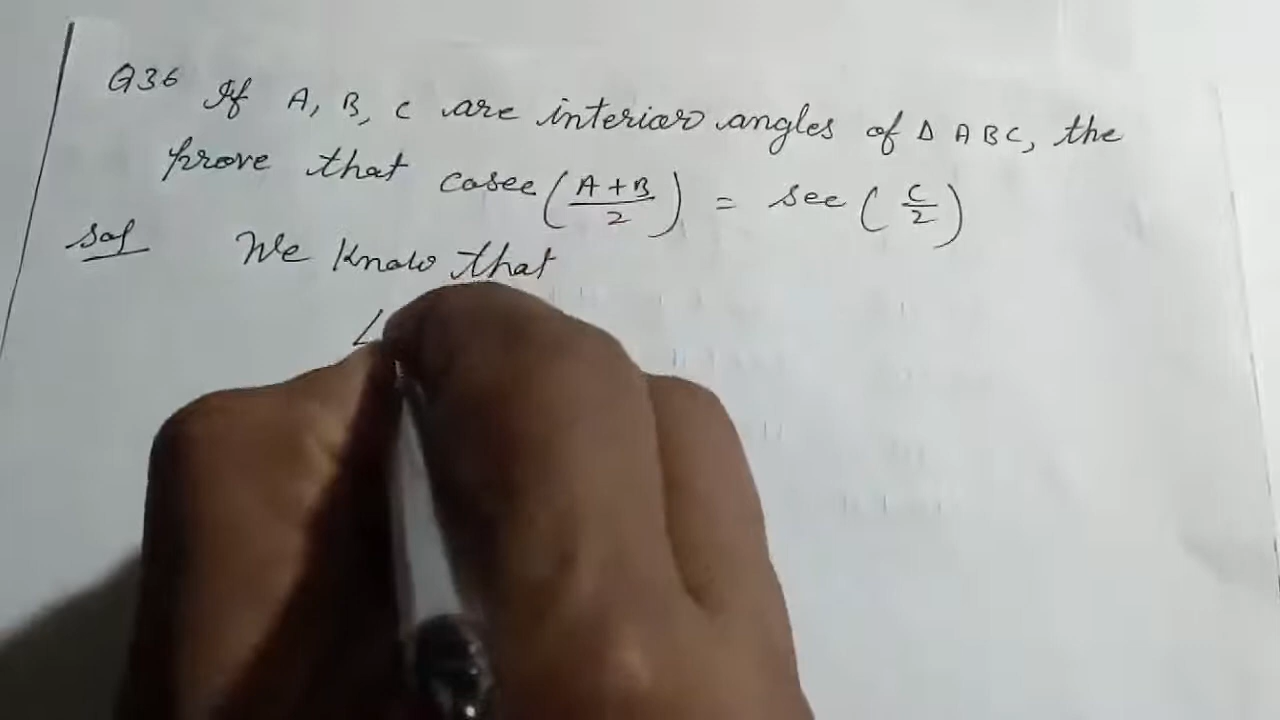 Q36 If A, B, C are interior angles of Δ ABC, the
prove that cosec (A+B/2) = sec (C/2)
Sol We know that
∠